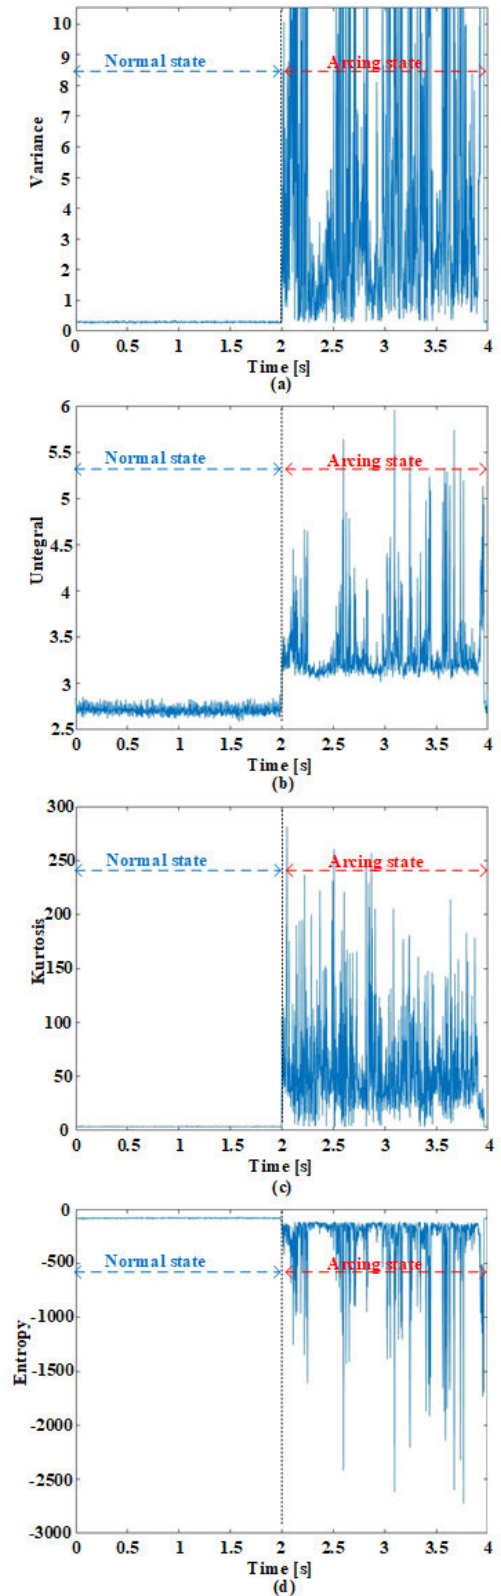 10
9
8
7
6
5
4
3
2
1
0
Variance
Normal state
Arcing state
0 0.5 1 1.5 2 2.5 3 3.5 4
Time [s]
(a)
6
5.5
5
4.5
4
3.5
3
2.5
Untegral
Normal state
Arcing state
0 0.5 1 1.5 2 2.5 3 3.5 4
Time [s]
(b)
300
250
200
150
100
50
0
Kurtosis
Normal state
Arcing state
0 0.5 1 1.5 2 2.5 3 3.5 4
Time [s]
(c)
0
-500
-1000
-1500
-2000
-2500
-3000
Entropy
Normal state
Arcing state
0 0.5 1 1.5 2 2.5 3 3.5 4
Time [s]
(d)